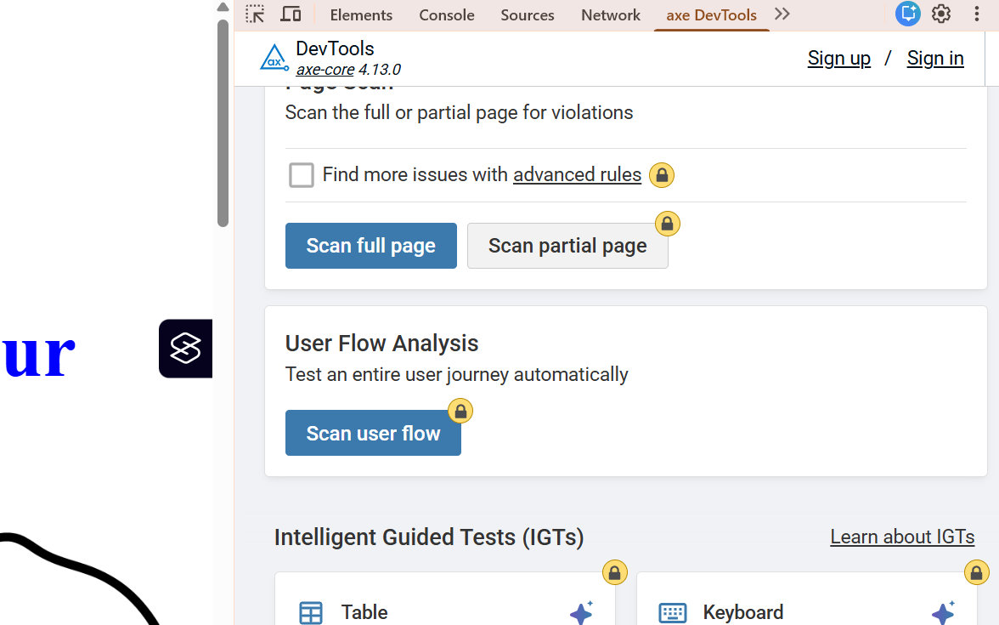 Elements Console Sources Network axe DevTools
DevTools
axe-core 4.13.0
Sign up / Sign in
Page Scan
Scan the full or partial page for violations
Find more issues with advanced rules
Scan full page Scan partial page
ur
User Flow Analysis
Test an entire user journey automatically
Scan user flow
Intelligent Guided Tests (IGTs) Learn about IGTs
Table Keyboard